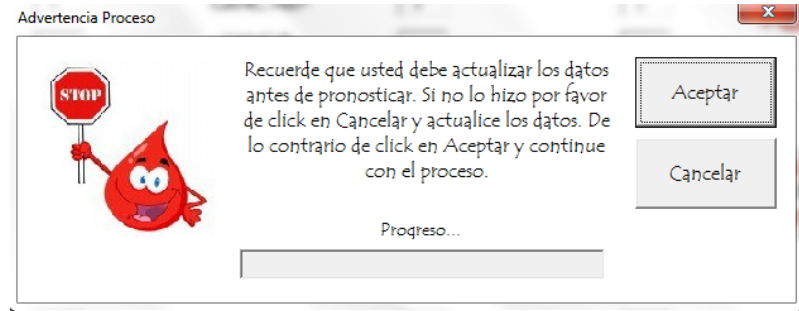 Advertencia Proceso
STOP
Recuerde que usted debe actualizar los datos
antes de pronosticar. Si no lo hizo por favor
de click en Cancelar y actualice los datos. De
lo contrario de click en Aceptar y continue
con el proceso.
Aceptar
Cancelar
Progreso...